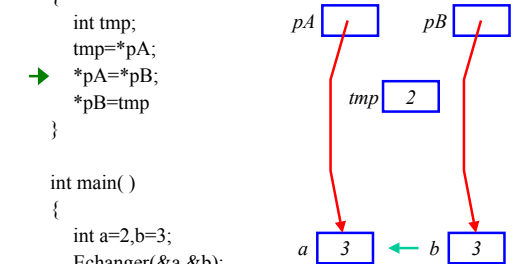 {
int tmp;
tmp=*pA;
*pA=*pB;
*pB=tmp
}
int main( )
{
int a=2,b=3;
Echanger(&a,&b);
pA
pB
tmp 2
a 3
b 3